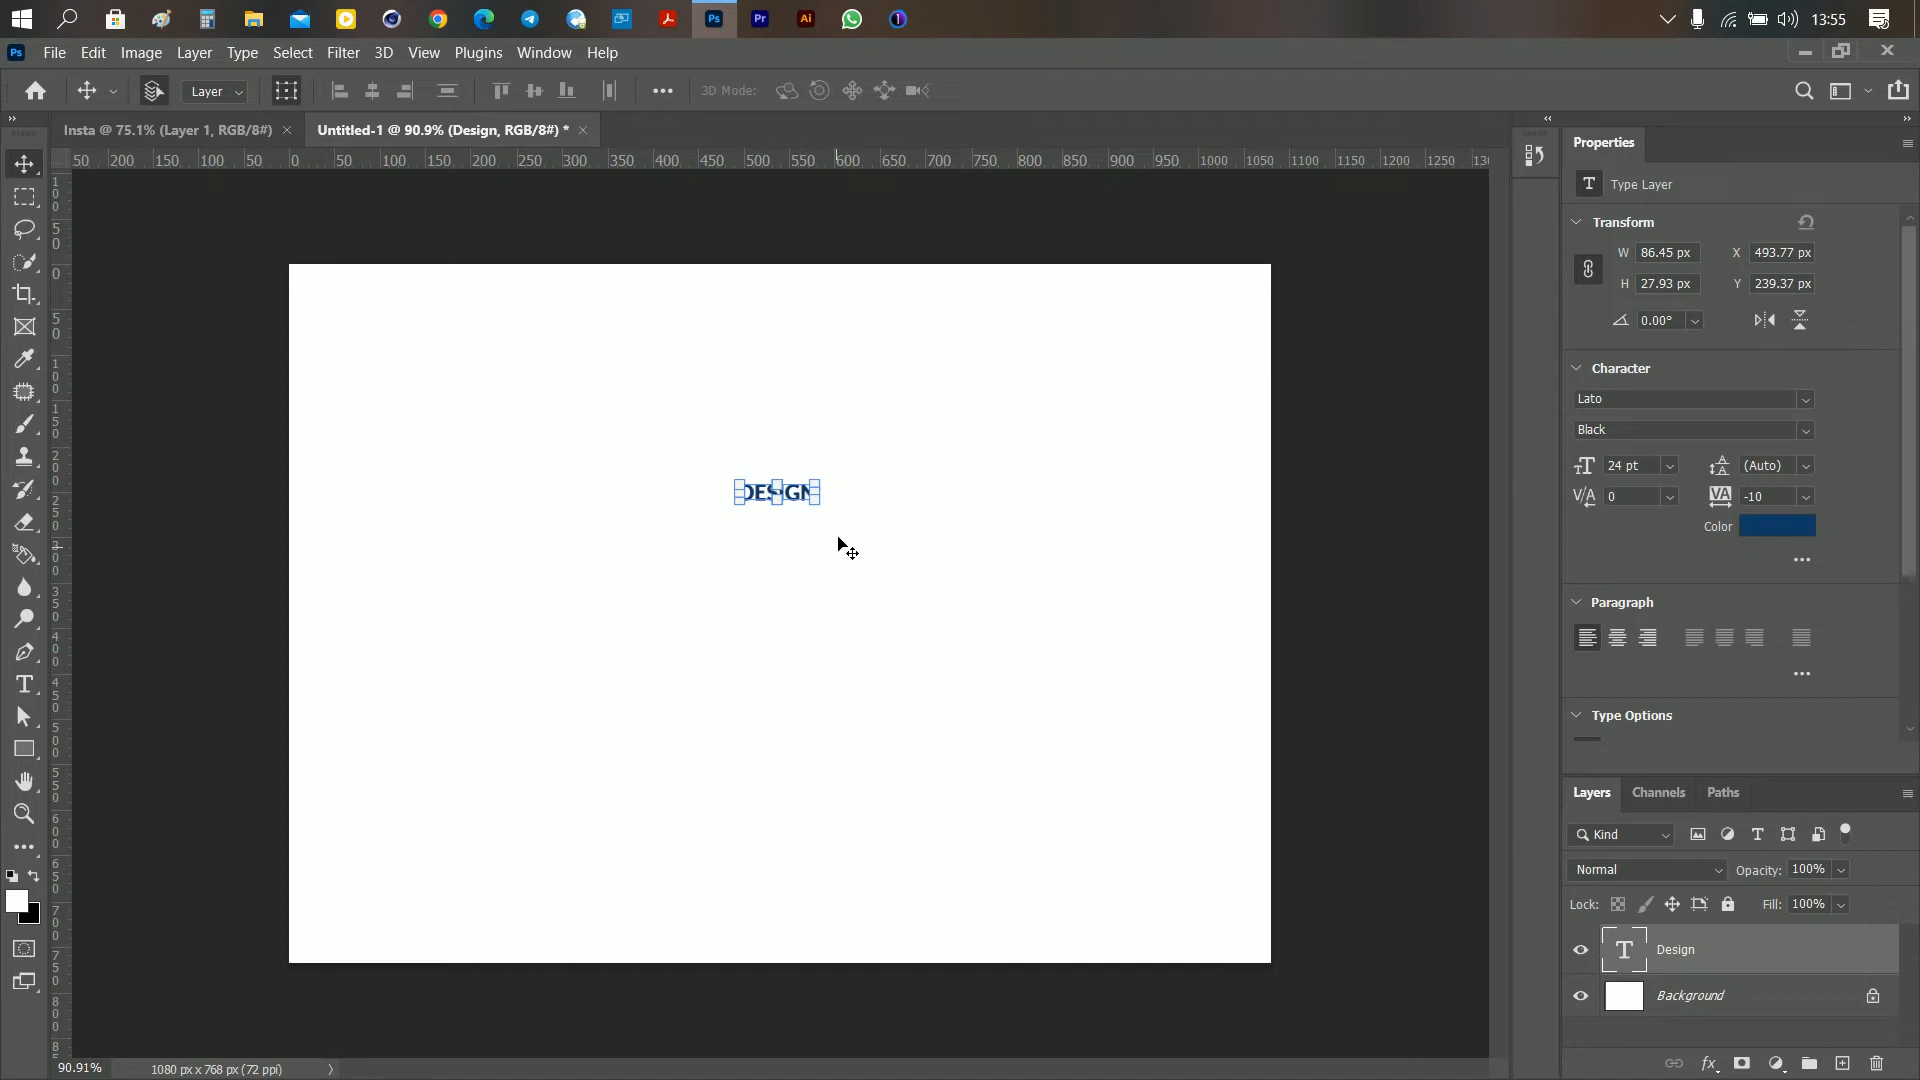 13:55
Ps
File Edit Image Layer Type Select Filter 3D View Plugins Window Help
Layer
3D Mode:
Insta @ 75.1% (Layer 1, RGB/8#)
Untitled-1 @ 90.9% (Design, RGB/8#) *
50 200 150 100 50 0 50 100 150 200 250 300 350 400 450 500 550 600 650 700 750 800 850 900 950 1000 1050 1100 1150 1200 1250
Properties
T Type Layer
Transform
W 86.45 px X 493.77 px
H 27.93 px Y 239.37 px
0.00°
Character
Lato
Black
24 pt (Auto)
0 -10
Color
Paragraph
Type Options
DESIGN
Layers Channels Paths
Kind
Normal Opacity: 100%
Lock: Fill: 100%
T Design
Background
90.91% 1080 px x 768 px (72 ppi)